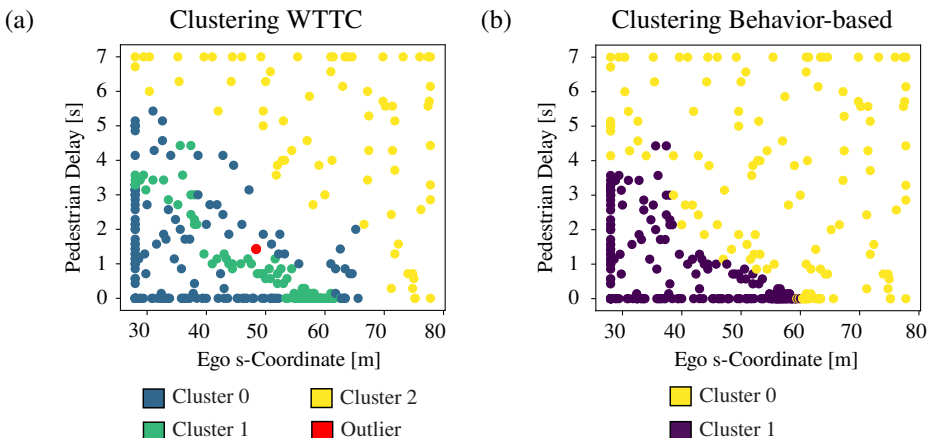 (a)
Clustering WTTC
Pedestrian Delay [s]
7
6
5
4
3
2
1
0
30 40 50 60 70 80
Ego s-Coordinate [m]
Cluster 0
Cluster 2
Cluster 1
Outlier
(b)
Clustering Behavior-based
Pedestrian Delay [s]
7
6
5
4
3
2
1
0
30 40 50 60 70 80
Ego s-Coordinate [m]
Cluster 0
Cluster 1